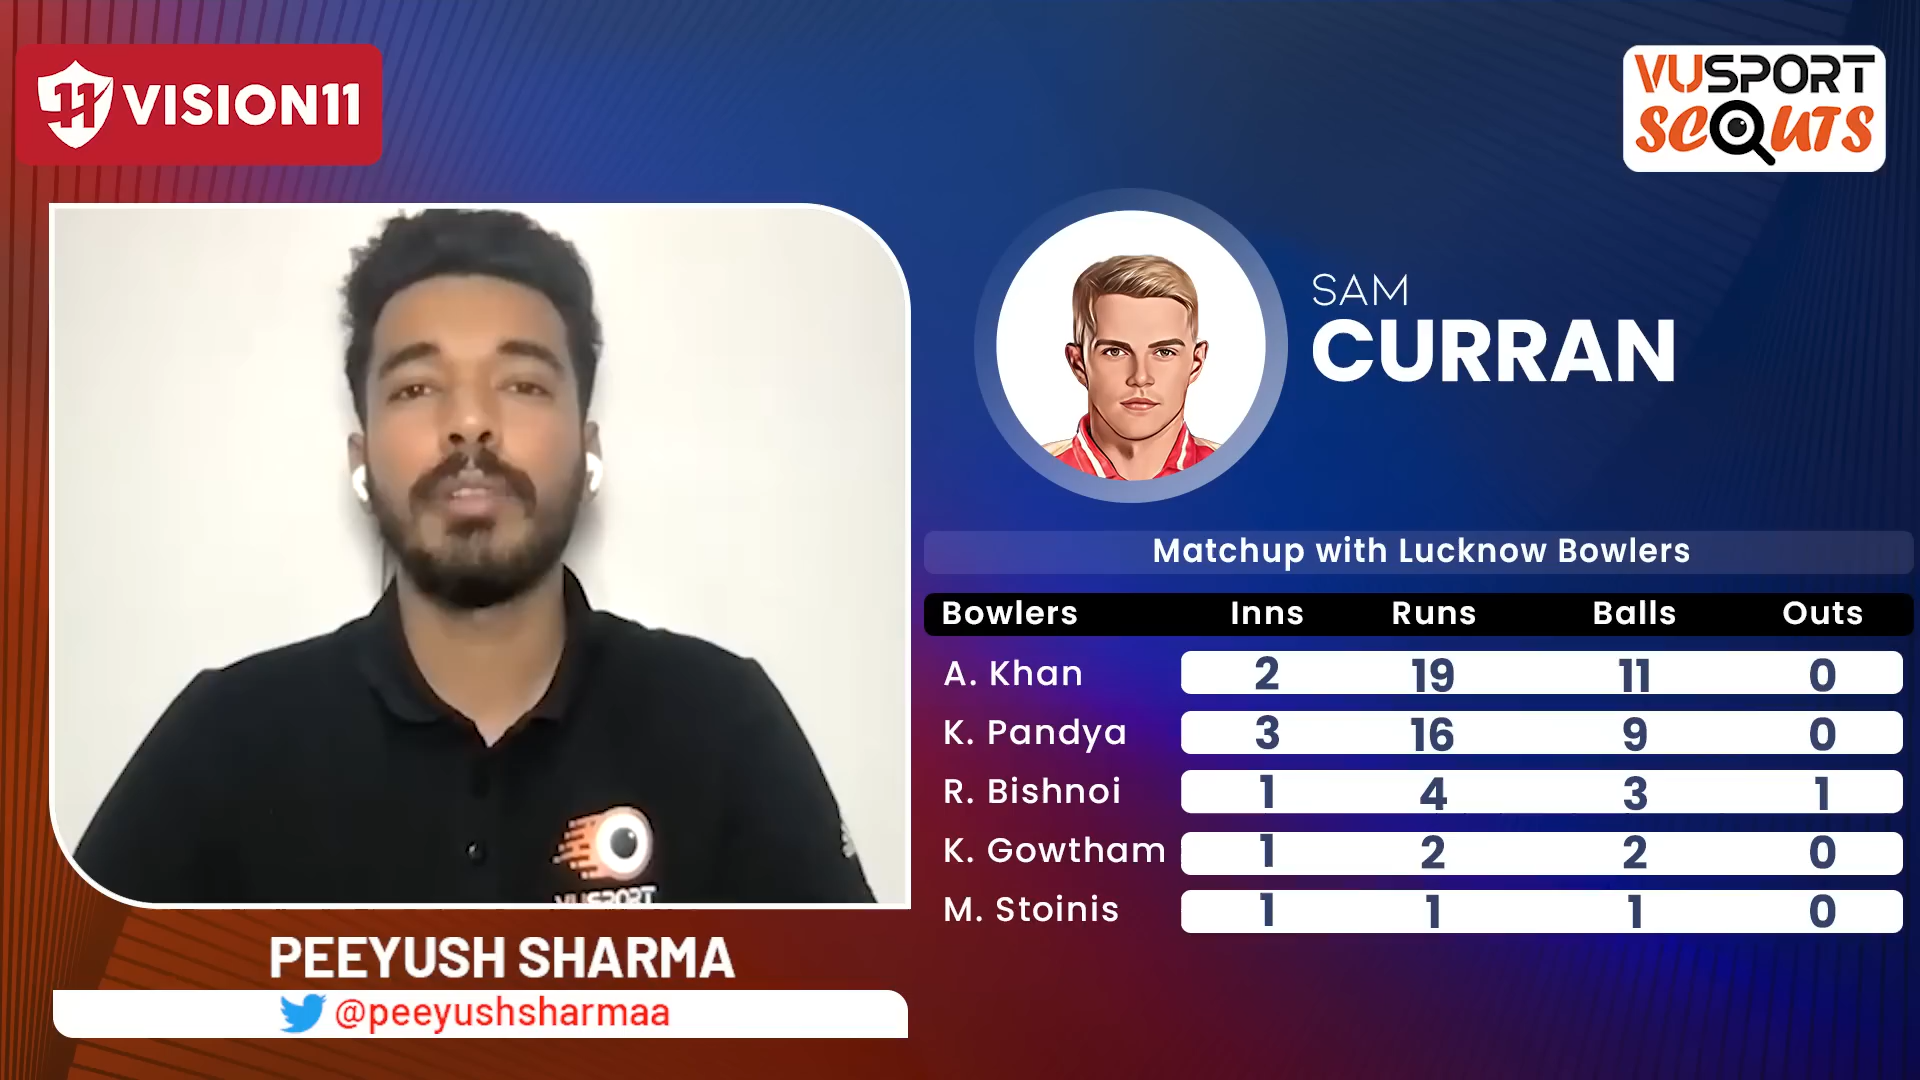 VISION11
VUSPORT
SCOUTS
SAM
CURRAN
Matchup with Lucknow Bowlers
Bowlers Inns Runs Balls Outs
A. Khan 2 19 11 0
K. Pandya 3 16 9 0
R. Bishnoi 1 4 3 1
K. Gowtham 1 2 2 0
M. Stoinis 1 1 1 0
VUSPORT
PEEYUSH SHARMA
@peeyushsharmaa